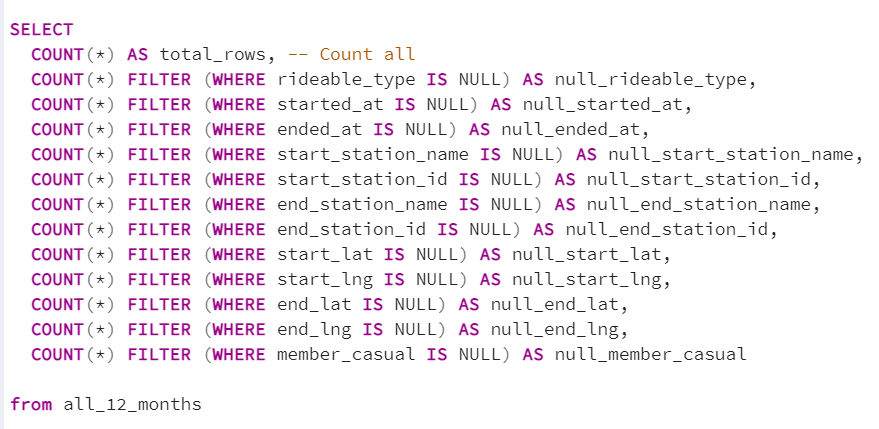 SELECT
COUNT(*) AS total_rows, -- Count all
COUNT(*) FILTER (WHERE rideable_type IS NULL) AS null_rideable_type,
COUNT(*) FILTER (WHERE started_at IS NULL) AS null_started_at,
COUNT(*) FILTER (WHERE ended_at IS NULL) AS null_ended_at,
COUNT(*) FILTER (WHERE start_station_name IS NULL) AS null_start_station_name,
COUNT(*) FILTER (WHERE start_station_id IS NULL) AS null_start_station_id,
COUNT(*) FILTER (WHERE end_station_name IS NULL) AS null_end_station_name,
COUNT(*) FILTER (WHERE end_station_id IS NULL) AS null_end_station_id,
COUNT(*) FILTER (WHERE start_lat IS NULL) AS null_start_lat,
COUNT(*) FILTER (WHERE start_lng IS NULL) AS null_start_lng,
COUNT(*) FILTER (WHERE end_lat IS NULL) AS null_end_lat,
COUNT(*) FILTER (WHERE end_lng IS NULL) AS null_end_lng,
COUNT(*) FILTER (WHERE member_casual IS NULL) AS null_member_casual
from all_12_months